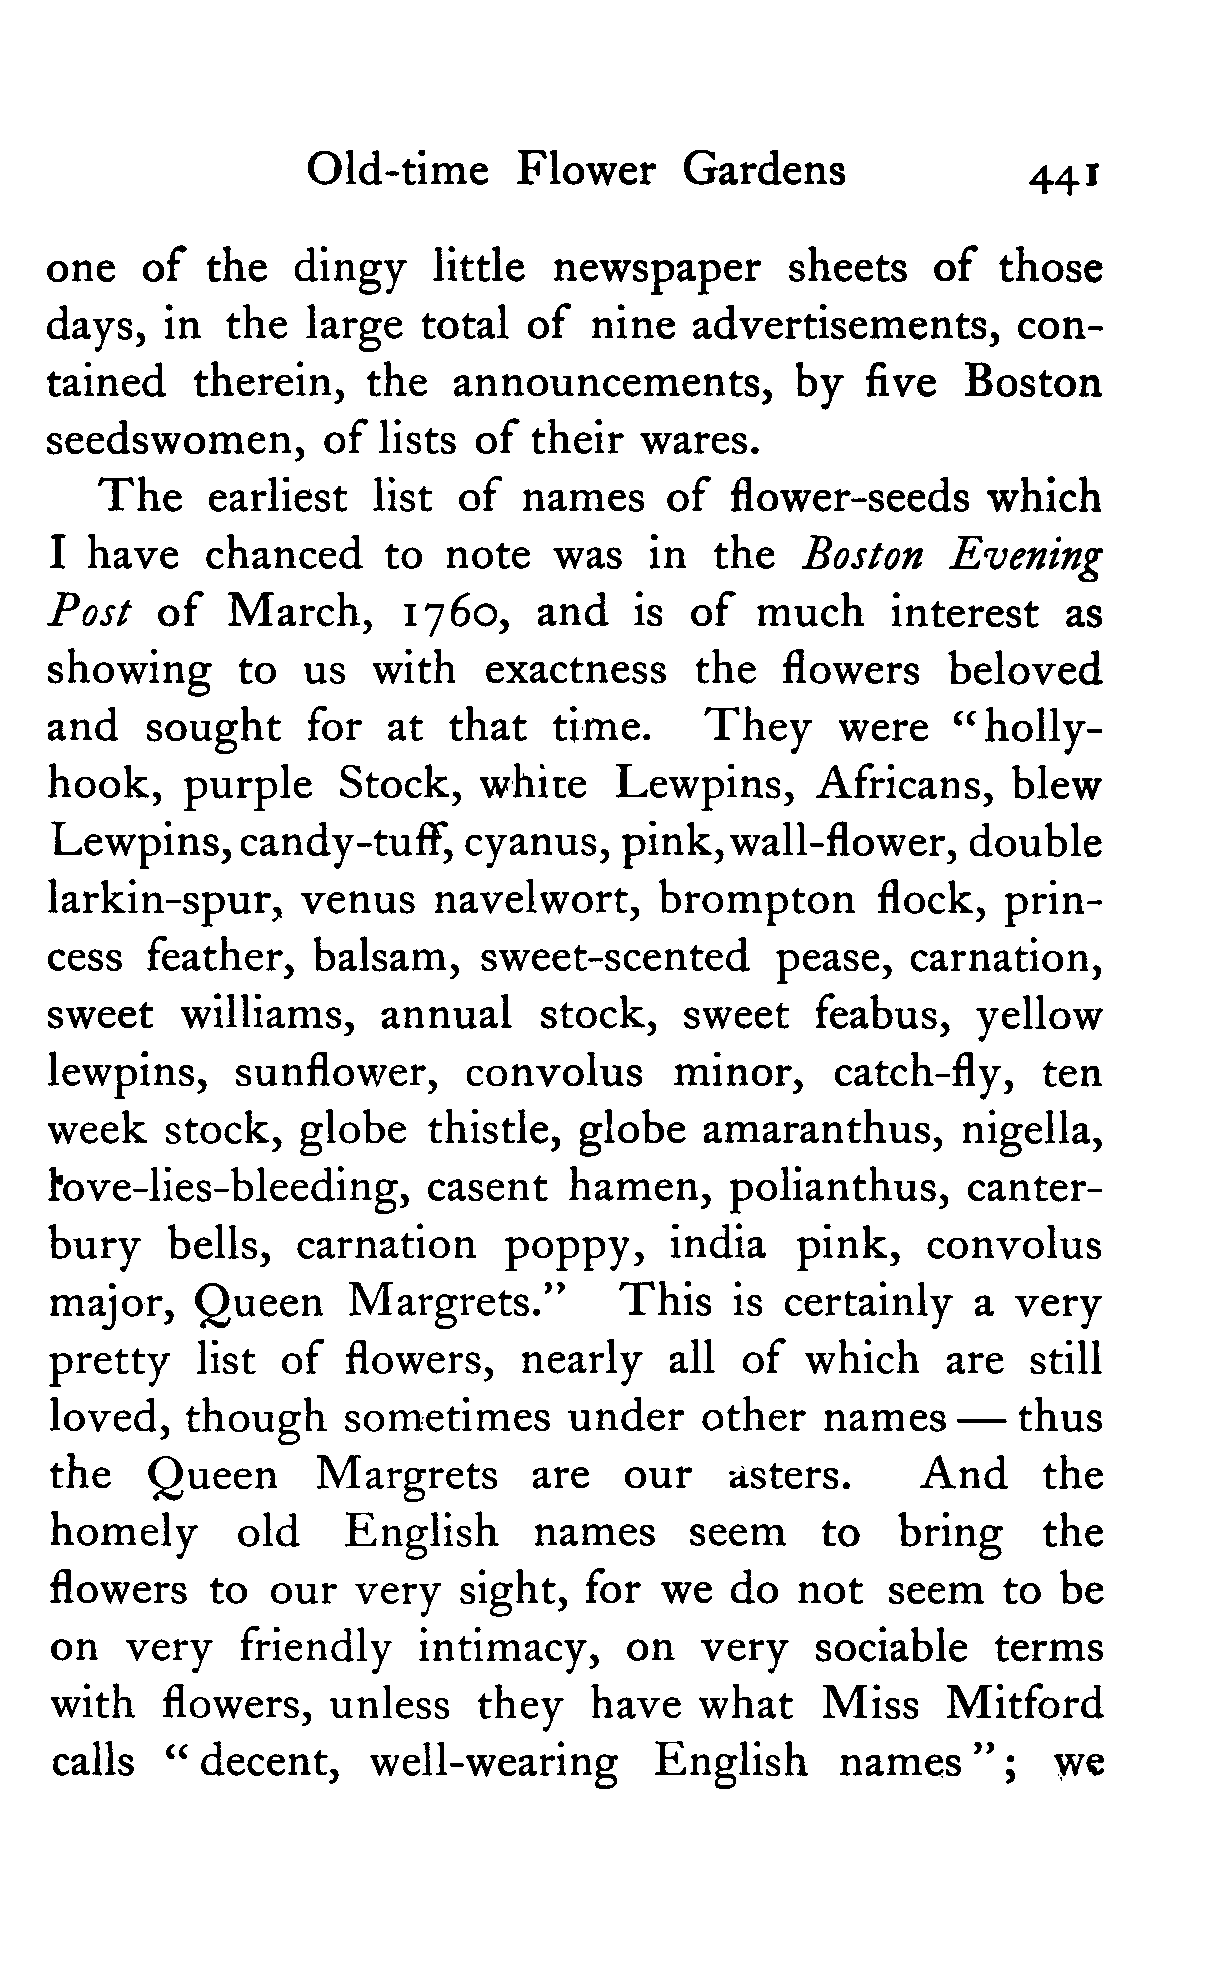 Old-time Flower Gardens 441
one of the dingy little newspaper sheets of those
days, in the large total of nine advertisements, con-
tained therein, the announcements, by five Boston
seedswomen, of lists of their wares.
The earliest list of names of flower-seeds which
I have chanced to note was in the Boston Evening
Post of March, 1760, and is of much interest as
showing to us with exactness the flowers beloved
and sought for at that time. They were "holly-
hook, purple Stock, white Lewpins, Africans, blew
Lewpins, candy-tuff, cyanus, pink, wall-flower, double
larkin-spur, venus navelwort, brompton flock, prin-
cess feather, balsam, sweet-scented pease, carnation,
sweet williams, annual stock, sweet feabus, yellow
lewpins, sunflower, convolus minor, catch-fly, ten
week stock, globe thistle, globe amaranthus, nigella,
love-lies-bleeding, casent hamen, polianthus, canter-
bury bells, carnation poppy, india pink, convolus
major, Queen Margrets." This is certainly a very
pretty list of flowers, nearly all of which are still
loved, though sometimes under other names — thus
the Queen Margrets are our asters. And the
homely old English names seem to bring the
flowers to our very sight, for we do not seem to be
on very friendly intimacy, on very sociable terms
with flowers, unless they have what Miss Mitford
calls "decent, well-wearing English names"; we